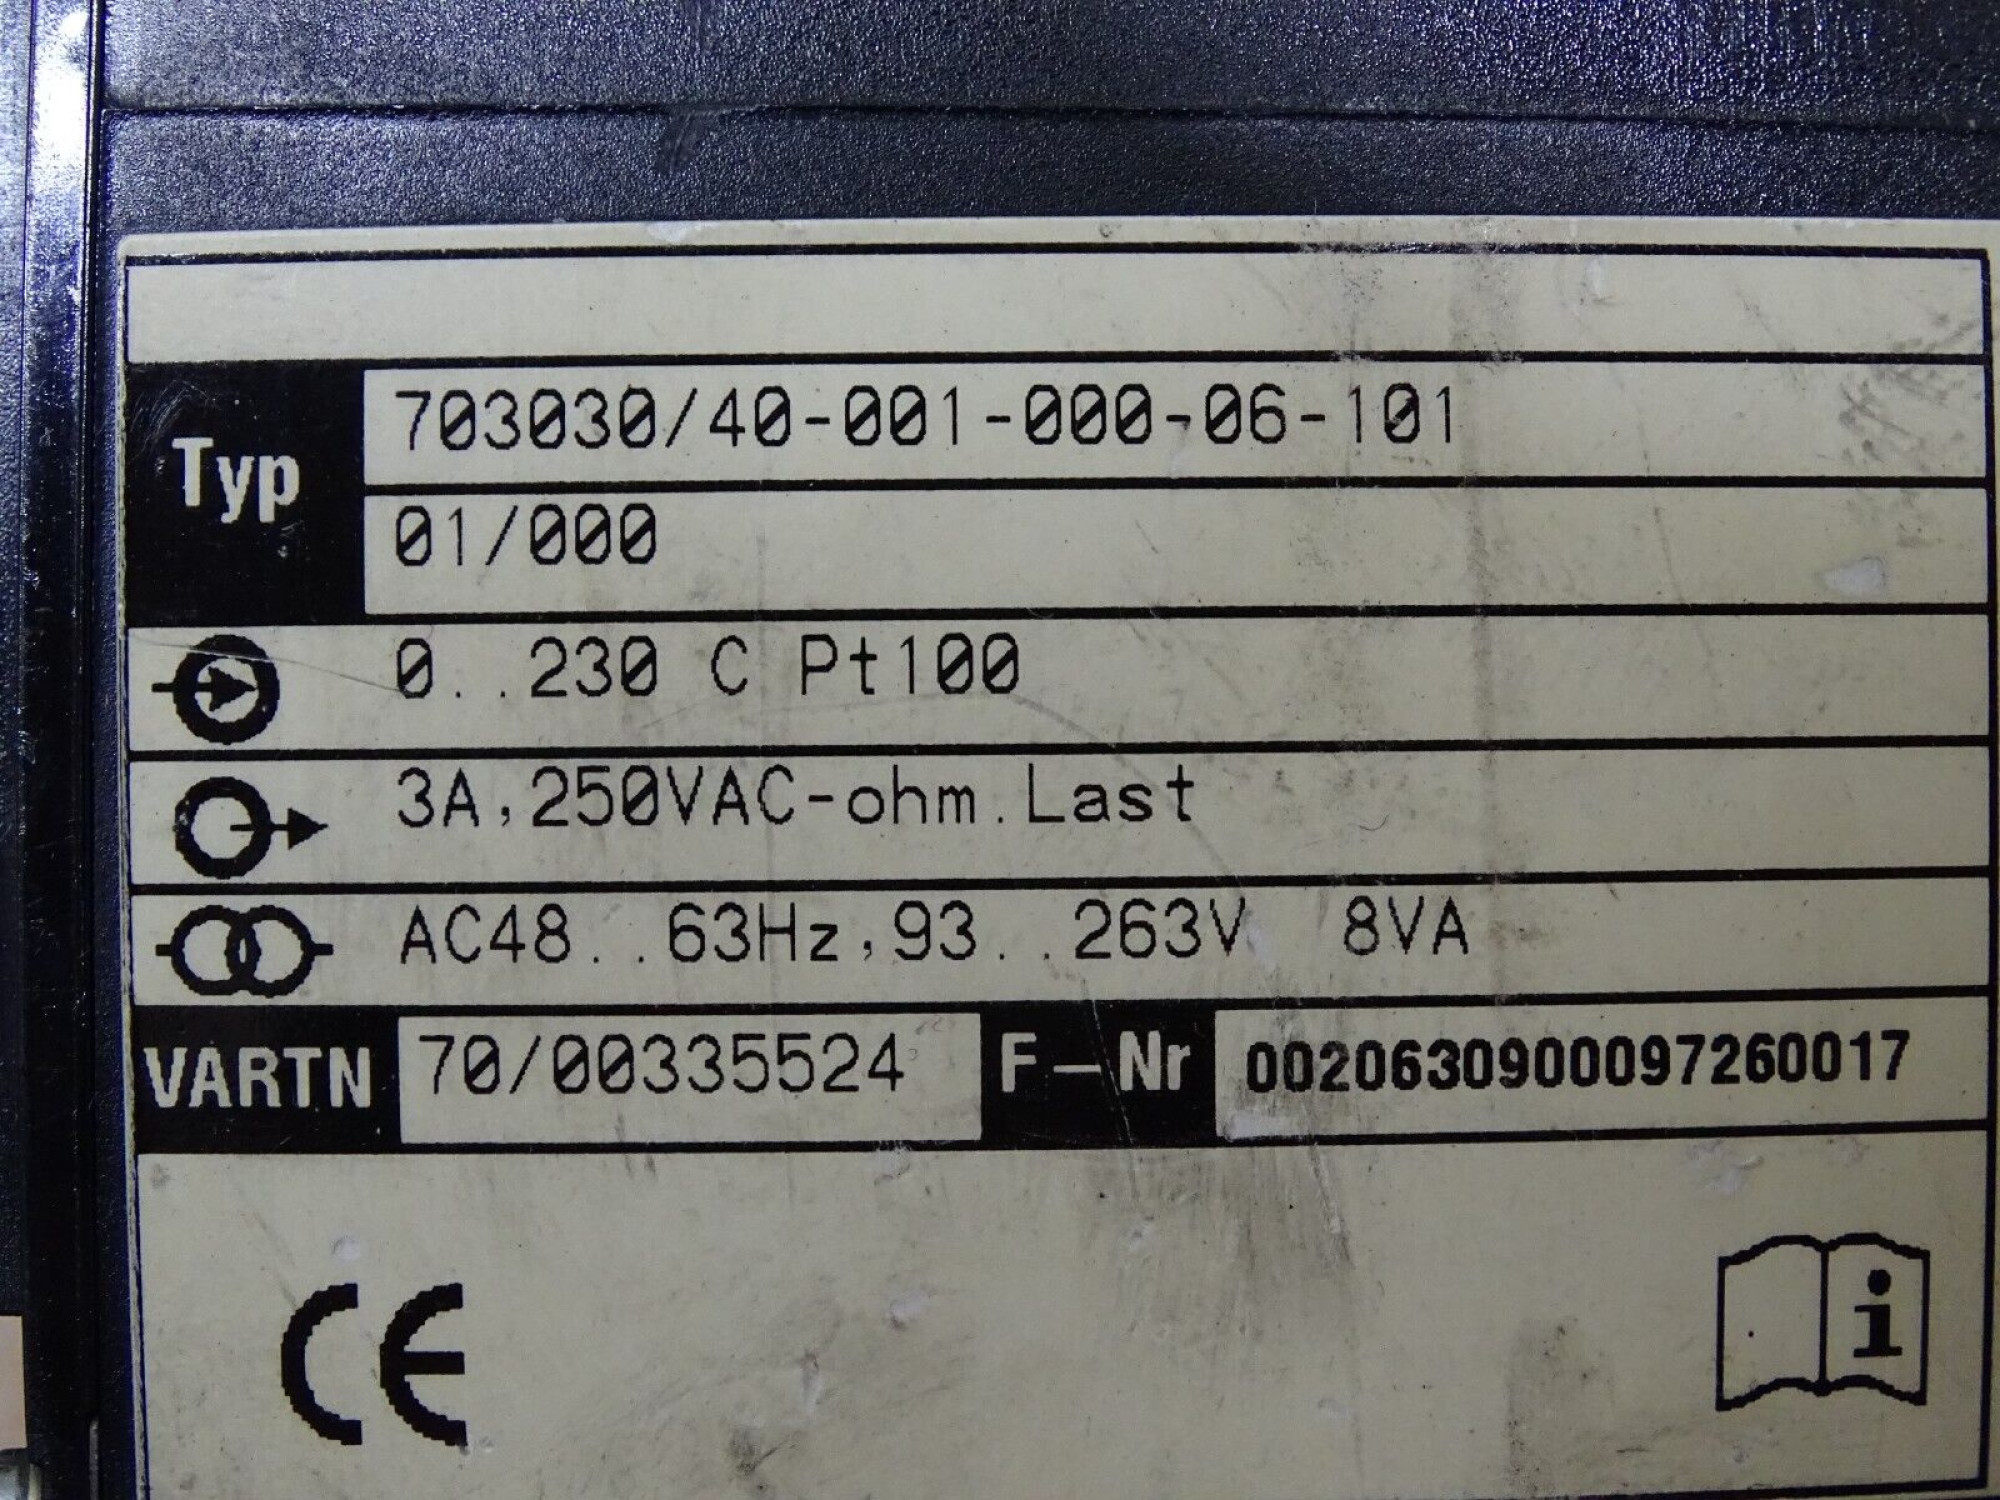 Typ 703030/40-001-000-06-101
01/000
0..230 C Pt100
3A,250VAC-ohm.Last
AC48..63Hz,93..263V 8VA
VARTN 70/00335524 F-Nr 0020630900097260017
CE i